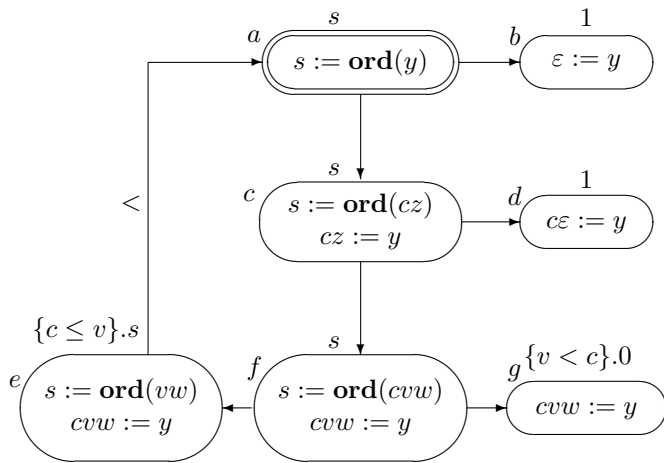 s
1
a
b
s := ord(y)
ε := y
s
1
c
d
s := ord(cz)
cz := y
cε := y
<
{c ≤ v}.s
s
{v < c}.0
e
f
g
s := ord(vw)
cvw := y
s := ord(cvw)
cvw := y
cvw := y